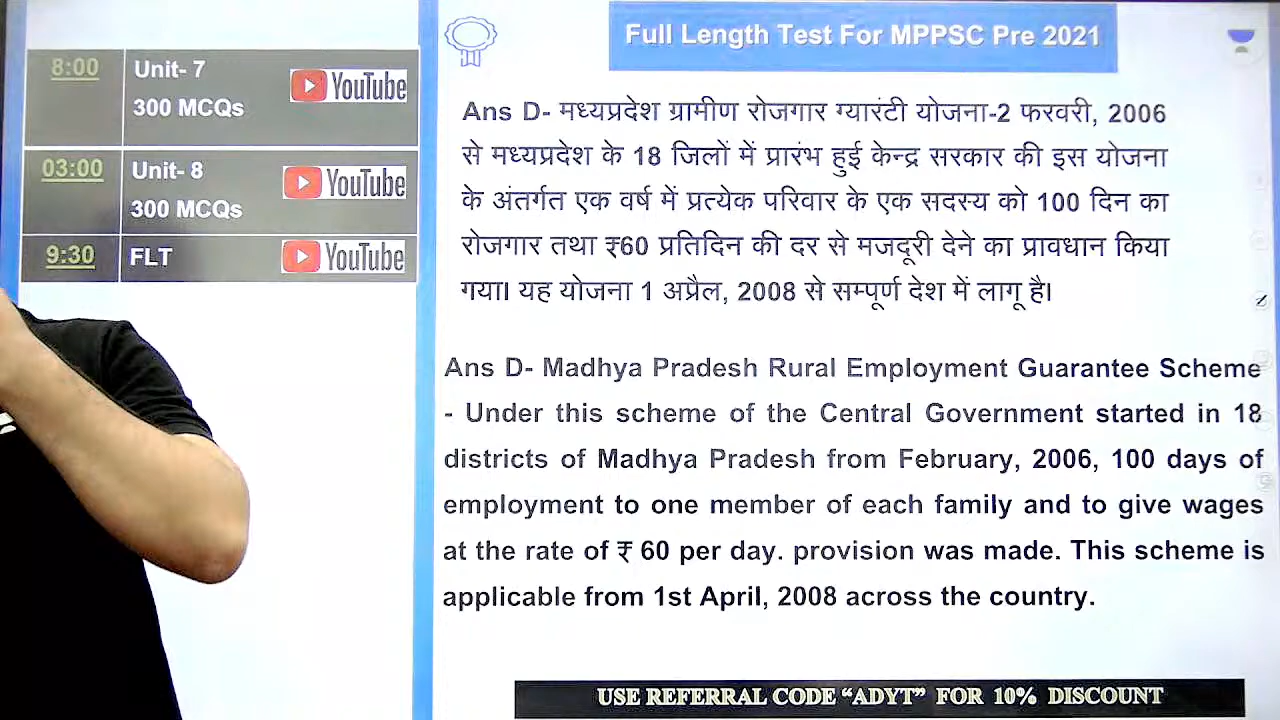 Full Length Test For MPPSC Pre 2021
8:00 Unit- 7 YouTube
300 MCQs
03:00 Unit- 8 YouTube
300 MCQs
9:30 FLT YouTube
Ans D- मध्यप्रदेश ग्रामीण रोजगार ग्यारंटी योजना-2 फरवरी, 2006
से मध्यप्रदेश के 18 जिलों में प्रारंभ हुई केन्द्र सरकार की इस योजना
के अंतर्गत एक वर्ष में प्रत्येक परिवार के एक सदस्य को 100 दिन का
रोजगार तथा ₹60 प्रतिदिन की दर से मजदूरी देने का प्रावधान किया
गया। यह योजना 1 अप्रैल, 2008 से सम्पूर्ण देश में लागू है।
Ans D- Madhya Pradesh Rural Employment Guarantee Scheme
- Under this scheme of the Central Government started in 18
districts of Madhya Pradesh from February, 2006, 100 days of
employment to one member of each family and to give wages
at the rate of ₹ 60 per day. provision was made. This scheme is
applicable from 1st April, 2008 across the country.
USE REFERRAL CODE “ADYT” FOR 10% DISCOUNT